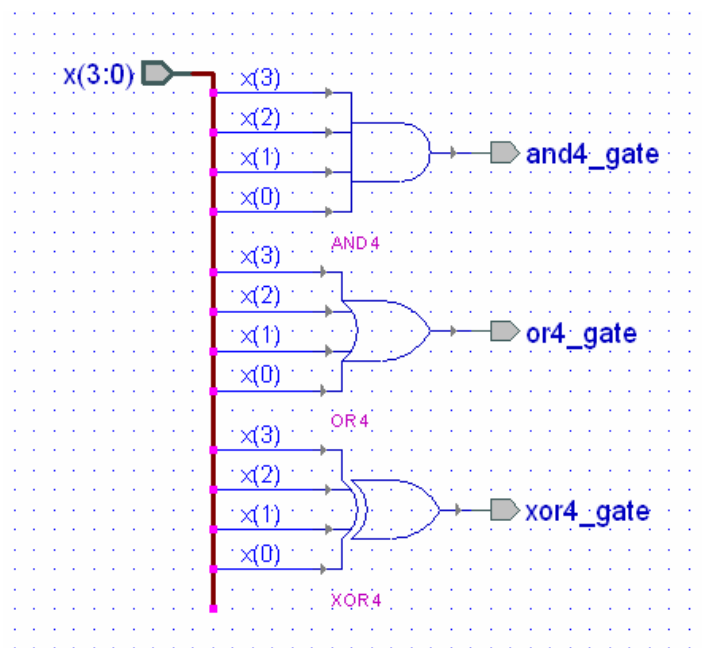 x(3:0)
x(3)
x(2)
x(1)
x(0)
and4_gate
AND4
x(3)
x(2)
x(1)
x(0)
or4_gate
OR4
x(3)
x(2)
x(1)
x(0)
xor4_gate
XOR4